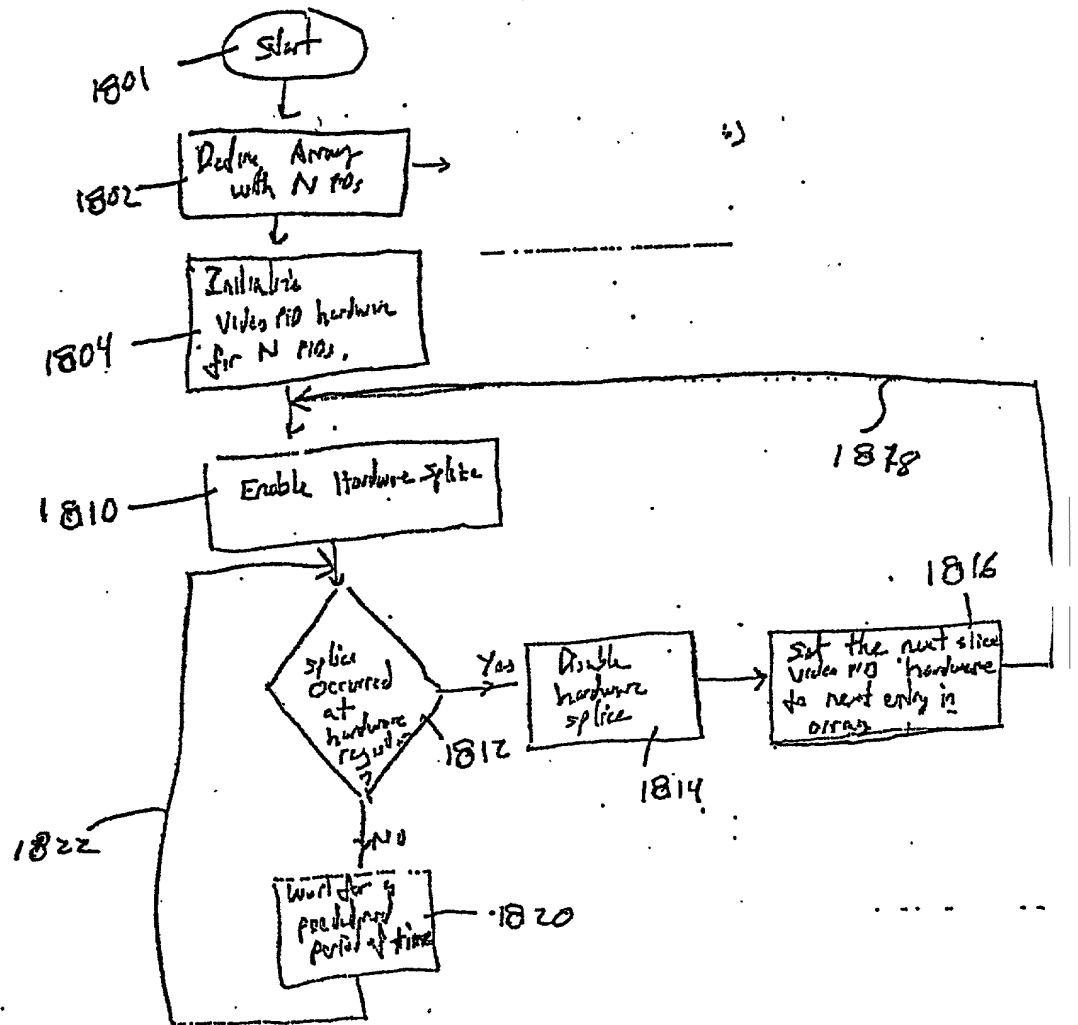 Start
1801
Define Array
with N PIDs
1802
Initialize
Video PID hardware
for N PIDs.
1804
1878
Enable Hardware Splice
1810
1816
splice
occurred
at
hardware
Yes
1812
Disable
hardware
splice
1814
Set the next slice
video PID hardware
to next entry in
array
1822
NO
Wait for a
period of time
1820